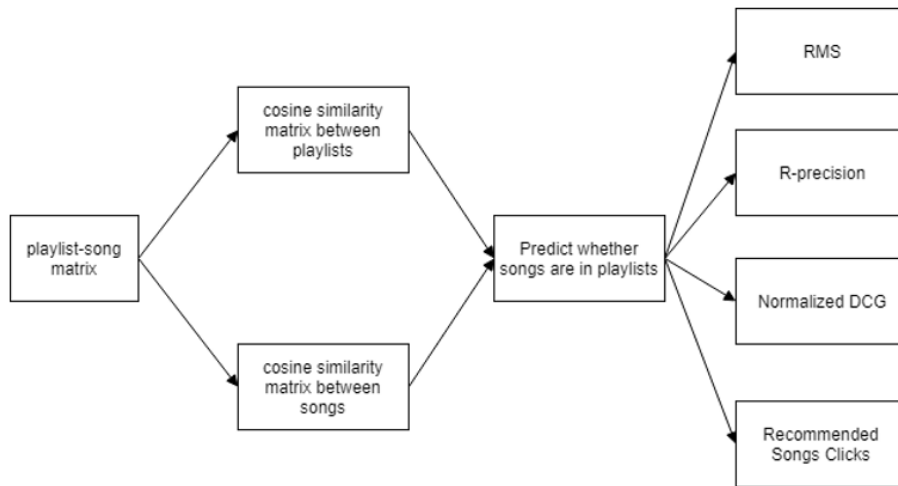 playlist-song
matrix
cosine similarity
matrix between
playlists
cosine similarity
matrix between
songs
Predict whether
songs are in playlists
RMS
R-precision
Normalized DCG
Recommended
Songs Clicks